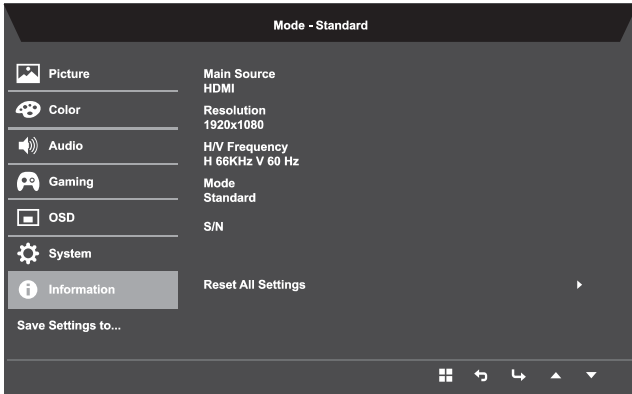 Mode - Standard
Picture
Color
Audio
Gaming
OSD
System
Information
Save Settings to...
Main Source
HDMI
Resolution
1920x1080
H/V Frequency
H 66KHz V 60 Hz
Mode
Standard
S/N
Reset All Settings